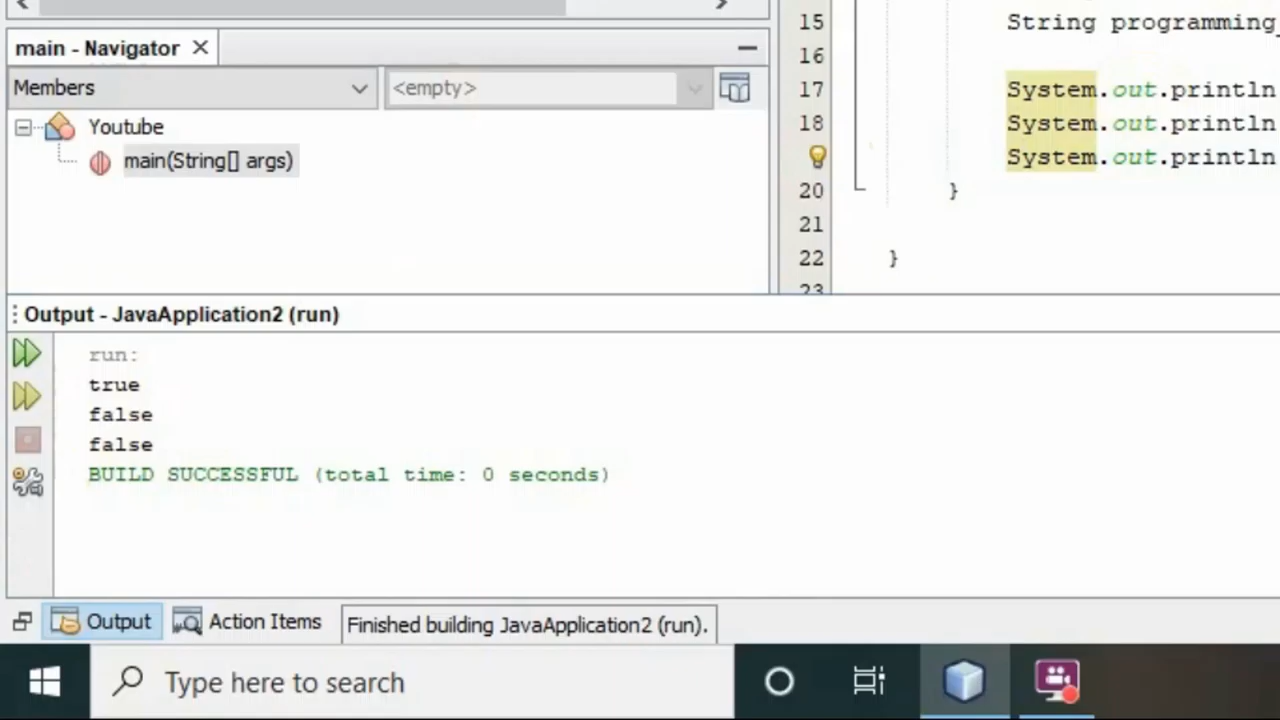 main - Navigator
Members
<empty>
Youtube
main(String[] args)
15 String programming_
16
17 System.out.println
18 System.out.println
System.out.println
20 }
21
22 }
23
Output - JavaApplication2 (run)
run:
true
false
false
BUILD SUCCESSFUL (total time: 0 seconds)
Output
Action Items
Finished building JavaApplication2 (run).
Type here to search